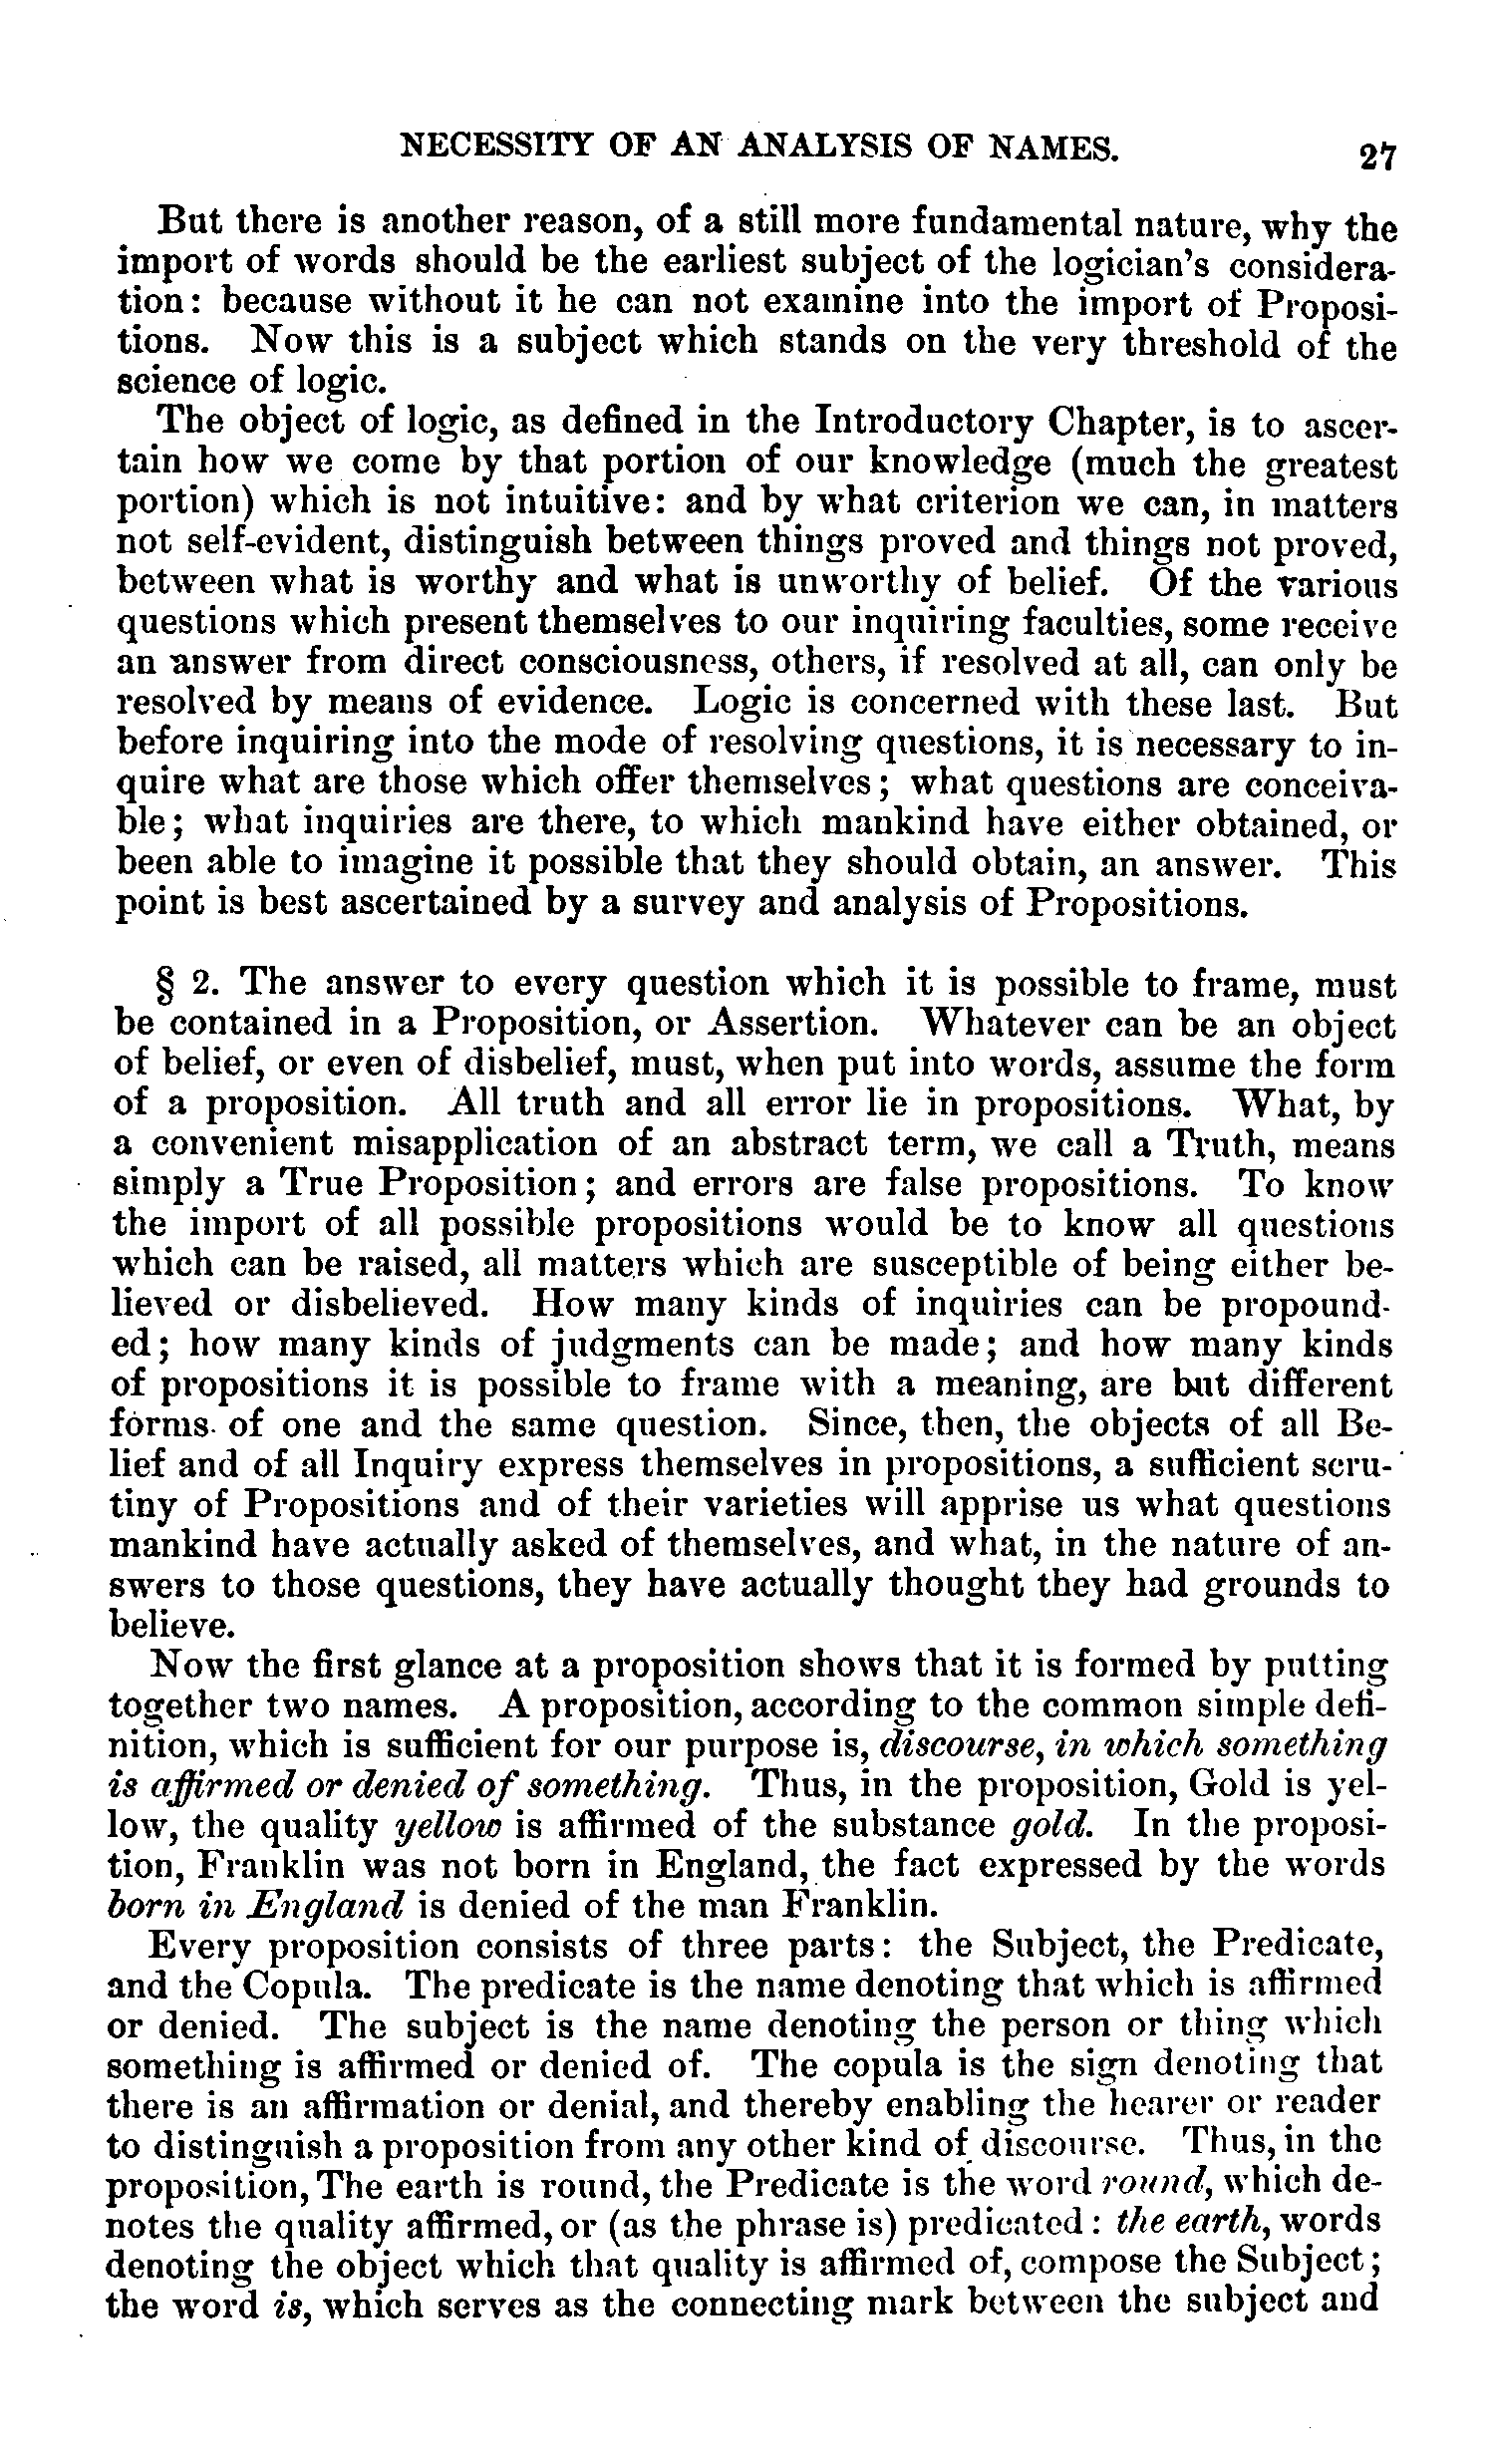 NECESSITY OF AN ANALYSIS OF NAMES. 27
But there is another reason, of a still more fundamental nature, why the
import of words should be the earliest subject of the logician's considera-
tion: because without it he can not examine into the import of Proposi-
tions. Now this is a subject which stands on the very threshold of the
science of logic.
The object of logic, as defined in the Introductory Chapter, is to ascer-
tain how we come by that portion of our knowledge (much the greatest
portion) which is not intuitive: and by what criterion we can, in matters
not self-evident, distinguish between things proved and things not proved,
between what is worthy and what is unworthy of belief. Of the various
questions which present themselves to our inquiring faculties, some receive
an answer from direct consciousness, others, if resolved at all, can only be
resolved by means of evidence. Logic is concerned with these last. But
before inquiring into the mode of resolving questions, it is necessary to in-
quire what are those which offer themselves; what questions are conceiva-
ble; what inquiries are there, to which mankind have either obtained, or
been able to imagine it possible that they should obtain, an answer. This
point is best ascertained by a survey and analysis of Propositions.
§ 2. The answer to every question which it is possible to frame, must
be contained in a Proposition, or Assertion. Whatever can be an object
of belief, or even of disbelief, must, when put into words, assume the form
of a proposition. All truth and all error lie in propositions. What, by
a convenient misapplication of an abstract term, we call a Truth, means
simply a True Proposition; and errors are false propositions. To know
the import of all possible propositions would be to know all questions
which can be raised, all matters which are susceptible of being either be-
lieved or disbelieved. How many kinds of inquiries can be propound-
ed; how many kinds of judgments can be made; and how many kinds
of propositions it is possible to frame with a meaning, are but different
forms of one and the same question. Since, then, the objects of all Be-
lief and of all Inquiry express themselves in propositions, a sufficient scru-
tiny of Propositions and of their varieties will apprise us what questions
mankind have actually asked of themselves, and what, in the nature of an-
swers to those questions, they have actually thought they had grounds to
believe.
Now the first glance at a proposition shows that it is formed by putting
together two names. A proposition, according to the common simple defi-
nition, which is sufficient for our purpose is, discourse, in which something
is affirmed or denied of something. Thus, in the proposition, Gold is yel-
low, the quality yellow is affirmed of the substance gold. In the proposi-
tion, Franklin was not born in England, the fact expressed by the words
born in England is denied of the man Franklin.
Every proposition consists of three parts: the Subject, the Predicate,
and the Copula. The predicate is the name denoting that which is affirmed
or denied. The subject is the name denoting the person or thing which
something is affirmed or denied of. The copula is the sign denoting that
there is an affirmation or denial, and thereby enabling the hearer or reader
to distinguish a proposition from any other kind of discourse. Thus, in the
proposition, The earth is round, the Predicate is the word round, which de-
notes the quality affirmed, or (as the phrase is) predicated: the earth, words
denoting the object which that quality is affirmed of, compose the Subject;
the word is, which serves as the connecting mark between the subject and